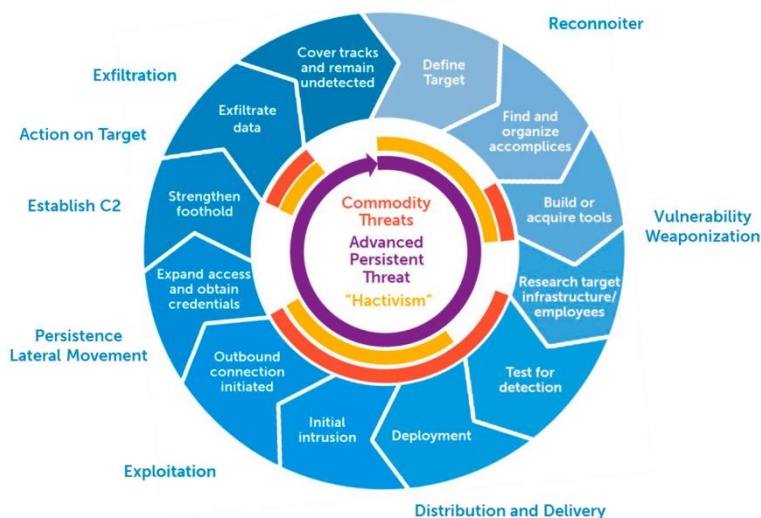 Reconnoiter
Vulnerability
Weaponization
Distribution and Delivery
Exploitation
Persistence
Lateral Movement
Establish C2
Action on Target
Exfiltration
Define
Target
Find and
organize
accomplices
Build or
acquire tools
Research target
infrastructure/
employees
Test for
detection
Deployment
Initial
intrusion
Outbound
connection
initiated
Expand access
and obtain
credentials
Strengthen
foothold
Exfiltrate
data
Cover tracks
and remain
undetected
Commodity
Threats
Advanced
Persistent
Threat
"Hactivism"